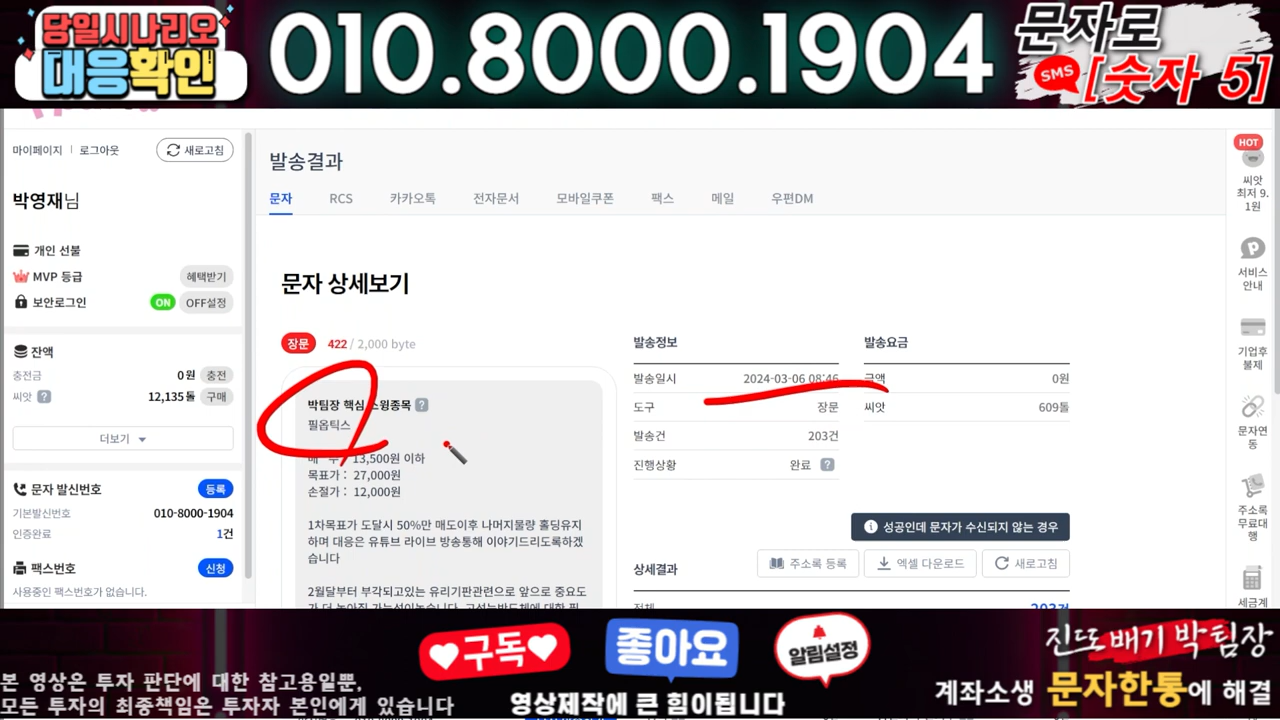 당일시나리오
대응확인
010.8000.1904
문자로
SMS
[숫자 5]
마이페이지
로그아웃
새로고침
박영재님
개인 선불
MVP 등급
혜택받기
보안로그인
ON
OFF설정
잔액
충전금
0원
충전
씨앗 ?
12,135톨
구매
더보기
문자 발신번호
등록
기본발신번호
010-8000-1904
인증완료
1건
팩스번호
신청
사용중인 팩스번호가 없습니다.
발송결과
문자
RCS
카카오톡
전자문서
모바일쿠폰
팩스
메일
우편DM
문자 상세보기
장문
422 / 2,000 byte
박팀장 핵심 스윙종목 ?
필옵틱스
13,500원 이하
목표가 : 27,000원
손절가 : 12,000원
1차목표가 도달시 50%만 매도이후 나머지물량 홀딩유지
하며 대응은 유튜브 라이브 방송통해 이야기드리도록하겠
습니다
2월달부터 부각되고있는 유리기판관련으로 앞으로 중요도
발송정보
발송일시
2024-03-06 08:46
도구
장문
발송건
203건
진행상황
완료 ?
발송요금
금액
0원
씨앗
609톨
성공인데 문자가 수신되지 않는 경우
상세결과
주소록 등록
엑셀 다운로드
새로고침
HOT
씨앗
최저 9.
1원
서비스
안내
기업후
불제
문자연
동
주소록
무료대
행
세금계
본 영상은 투자 판단에 대한 참고용일뿐,
모든 투자의 최종책임은 투자자 본인에게 있습니다
구독
좋아요
알림설정
영상제작에 큰 힘이됩니다
진또배기 박팀장
계좌소생 문자한통에 해결